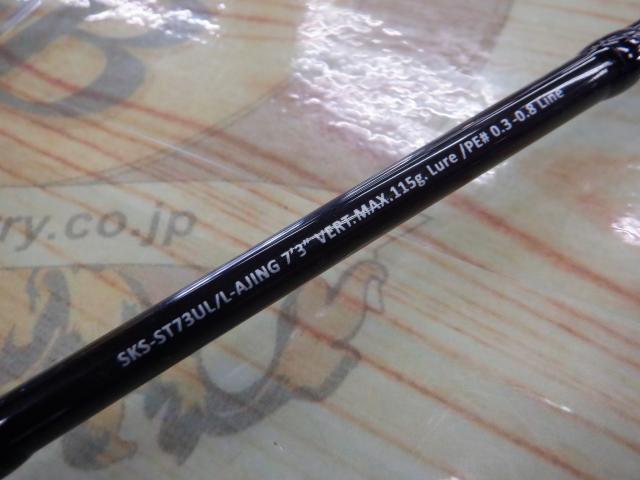 SKS-ST73UL/L-AJING 7'3" VERT.MAX.115g. Lure /PE# 0.3-0.8 Line
ry.co.jp